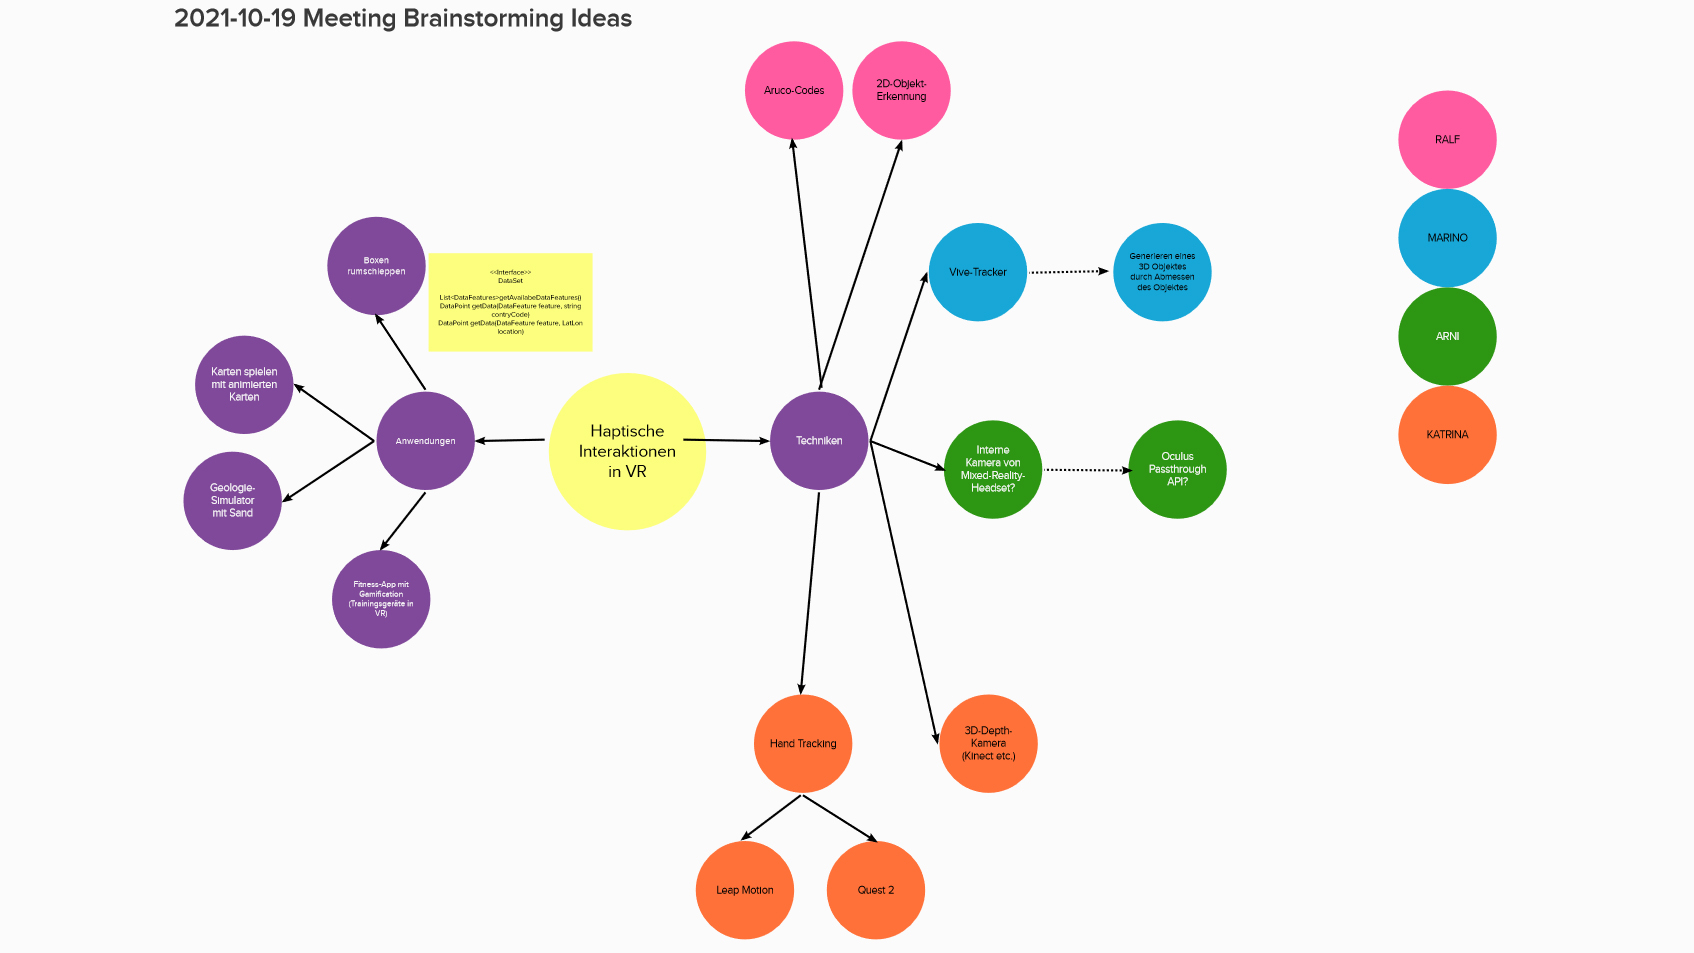 2021-10-19 Meeting Brainstorming Ideas
Aruco-Codes
2D-Objekt-
Erkennung
RALF
MARINO
ARNI
KATRINA
Boxen
rumschieppen
<<Interface>>
DataSet
List<DataFeatures>getAvailabeDataFeatures()
DataPoint getData(DataFeature feature, string
contryCode)
DataPoint getData(DataFeature feature, LatLon
location)
Vive-Tracker
Generieren eines
3D Objektes
durch Abmessen
des Objektes
Karten spielen
mit animierten
Karten
Anwendungen
Haptische
Interaktionen
in VR
Techniken
Interne
Kamera von
Mixed-Reality-
Headset?
Oculus
Passthrough
API?
Geologie-
Simulator
mit Sand
Fitness-App mit
Gamification
(Trainingsgeräte in
VR)
Hand Tracking
3D-Depth-
Kamera
(Kinect etc.)
Leap Motion
Quest 2